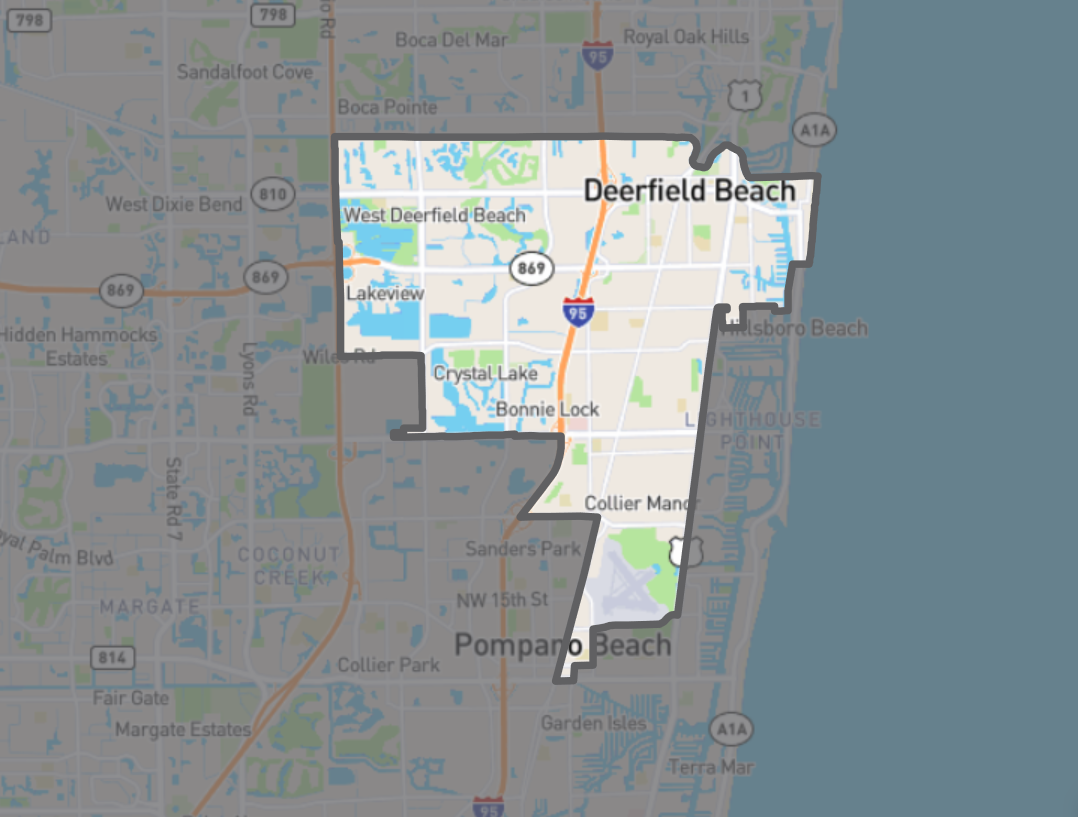 798
798
o Rd
Boca Del Mar
Royal Oak Hills
95
Sandalfoot Cove
1
Boca Pointe
A1A
810
West Dixie Bend
Deerfield Beach
West Deerfield Beach
LAND
869
869
869
Lakeview
95
Hidden Hammocks
Estates
Hillsboro Beach
Wiles Rd
Lyons Rd
Crystal Lake
Bonnie Lock
LIGHTHOUSE
POINT
State Rd 7
Collier Manor
oyal Palm Blvd
COCONUT
CREEK
Sanders Park
MARGATE
NW 15th St
Pompano Beach
814
Collier Park
Fair Gate
Margate Estates
Garden Isles
A1A
Terra Mar
95